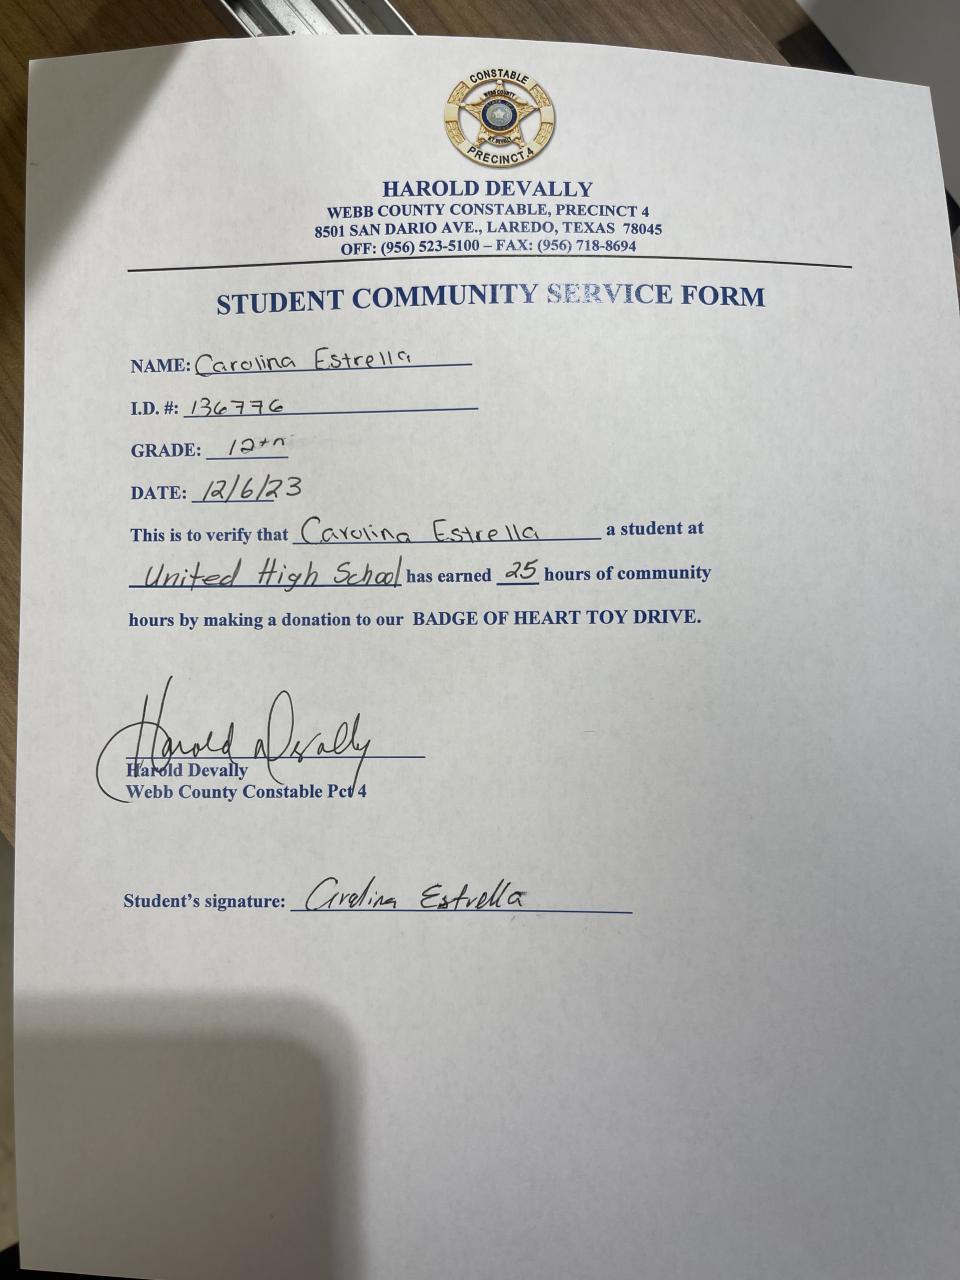 CONSTABLE
WEBB COUNTY
PRECINCT 4
HAROLD DEVALLY
WEBB COUNTY CONSTABLE, PRECINCT 4
8501 SAN DARIO AVE., LAREDO, TEXAS 78045
OFF: (956) 523-5100 – FAX: (956) 718-8694
STUDENT COMMUNITY SERVICE FORM
NAME: Carolina Estrella
I.D. #: 136776
GRADE: 12th
DATE: 12/6/23
This is to verify that Carolina Estrella a student at
United High School has earned 25 hours of community
hours by making a donation to our BADGE OF HEART TOY DRIVE.
Harold Devally
Harold Devally
Webb County Constable Pct 4
Student's signature: Carolina Estrella